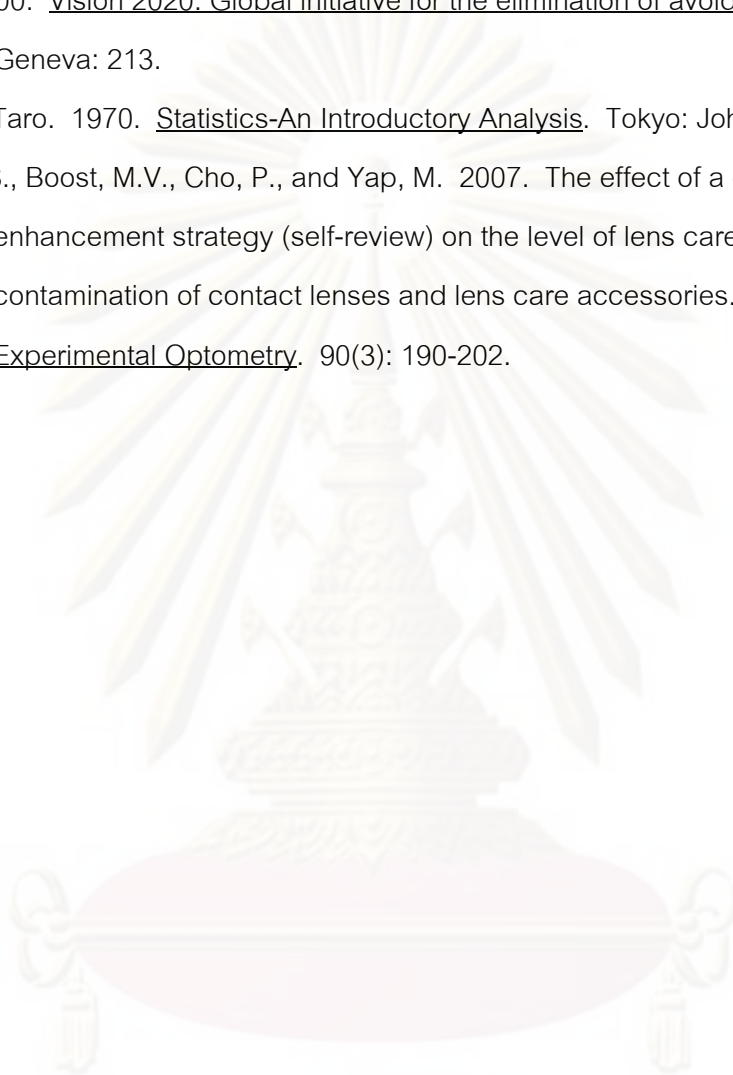 00. Vision 2020: Global initiative for the elimination of avoid
Geneva: 213.
Taro. 1970. Statistics-An Introductory Analysis. Tokyo: Joh
S., Boost, M.V., Cho, P., and Yap, M. 2007. The effect of a
enhancement strategy (self-review) on the level of lens care
contamination of contact lenses and lens care accessories.
Experimental Optometry. 90(3): 190-202.